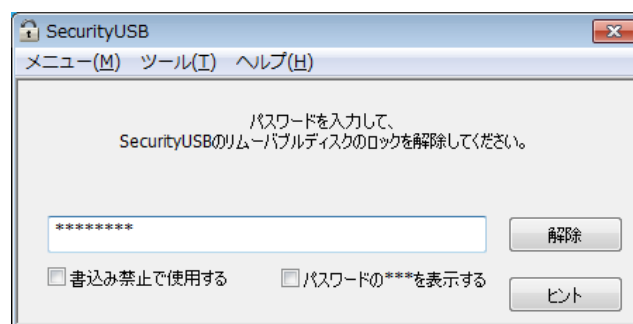 SecurityUSB
メニュー(M) ツール(T) ヘルプ(H)
パスワードを入力して、
SecurityUSBのリムーバブルディスクのロックを解除してください。
******** 解除
書込み禁止で使用する パスワードの***を表示する
ヒント